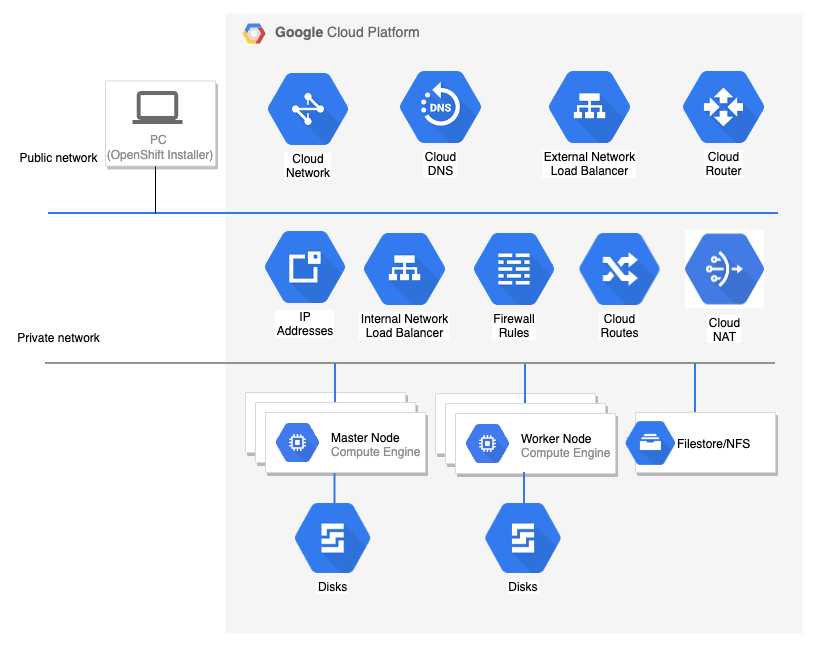 Google Cloud Platform
PC
(OpenShift Installer)
Public network
Cloud
Network
DNS
Cloud
DNS
External Network
Load Balancer
Cloud
Router
IP
Addresses
Internal Network
Load Balancer
Firewall
Rules
Cloud
Routes
Cloud
NAT
Private network
Master Node
Compute Engine
Worker Node
Compute Engine
Filestore/NFS
Disks
Disks